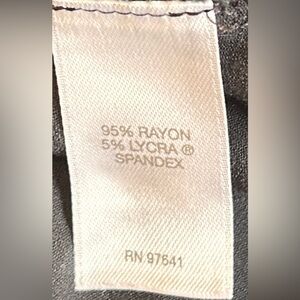 95% RAYON
5% LYCRA ®
SPANDEX
RN 97641